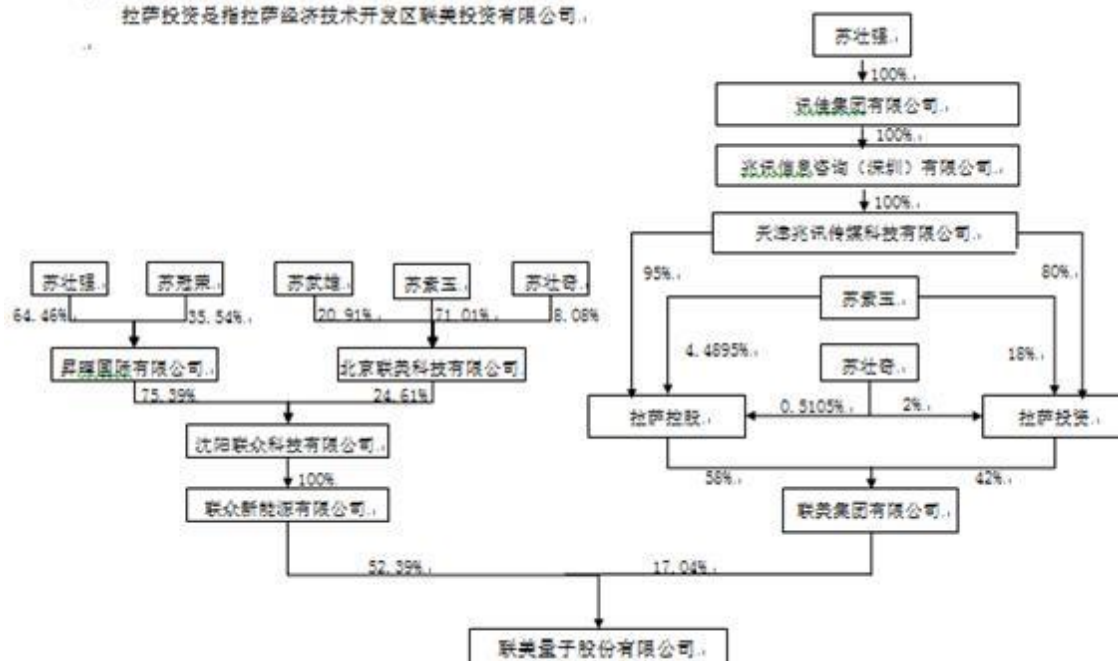 拉萨投资是指拉萨经济技术开发区联美投资有限公司.
苏壮强
100%
讯佳集团有限公司
100%
兆讯信息咨询（深圳）有限公司
100%
天津兆讯传媒科技有限公司
95%
80%
苏壮强
苏冠荣
苏武雄
苏素玉
苏壮奇
苏素玉
64.46%
35.54%
20.91%
71.01%
8.08%
4.4895%
18%
苏壮奇
昇晖国际有限公司
北京联美科技有限公司
75.39%
24.61%
0.5105%
2%
拉萨控股
拉萨投资
沈阳联众科技有限公司
58%
42%
100%
联众新能源有限公司
联美集团有限公司
52.39%
17.04%
联美量子股份有限公司